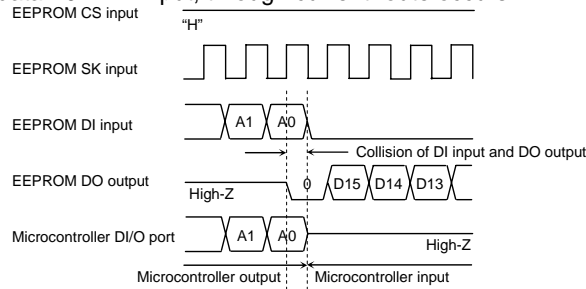 EEPROM CS input
"H"
EEPROM SK input
EEPROM DI input
A1 A0
Collision of DI input and DO output
EEPROM DO output
High-Z
0 D15 D14 D13
Microcontroller DI/O port
A1 A0
High-Z
Microcontroller output Microcontroller input